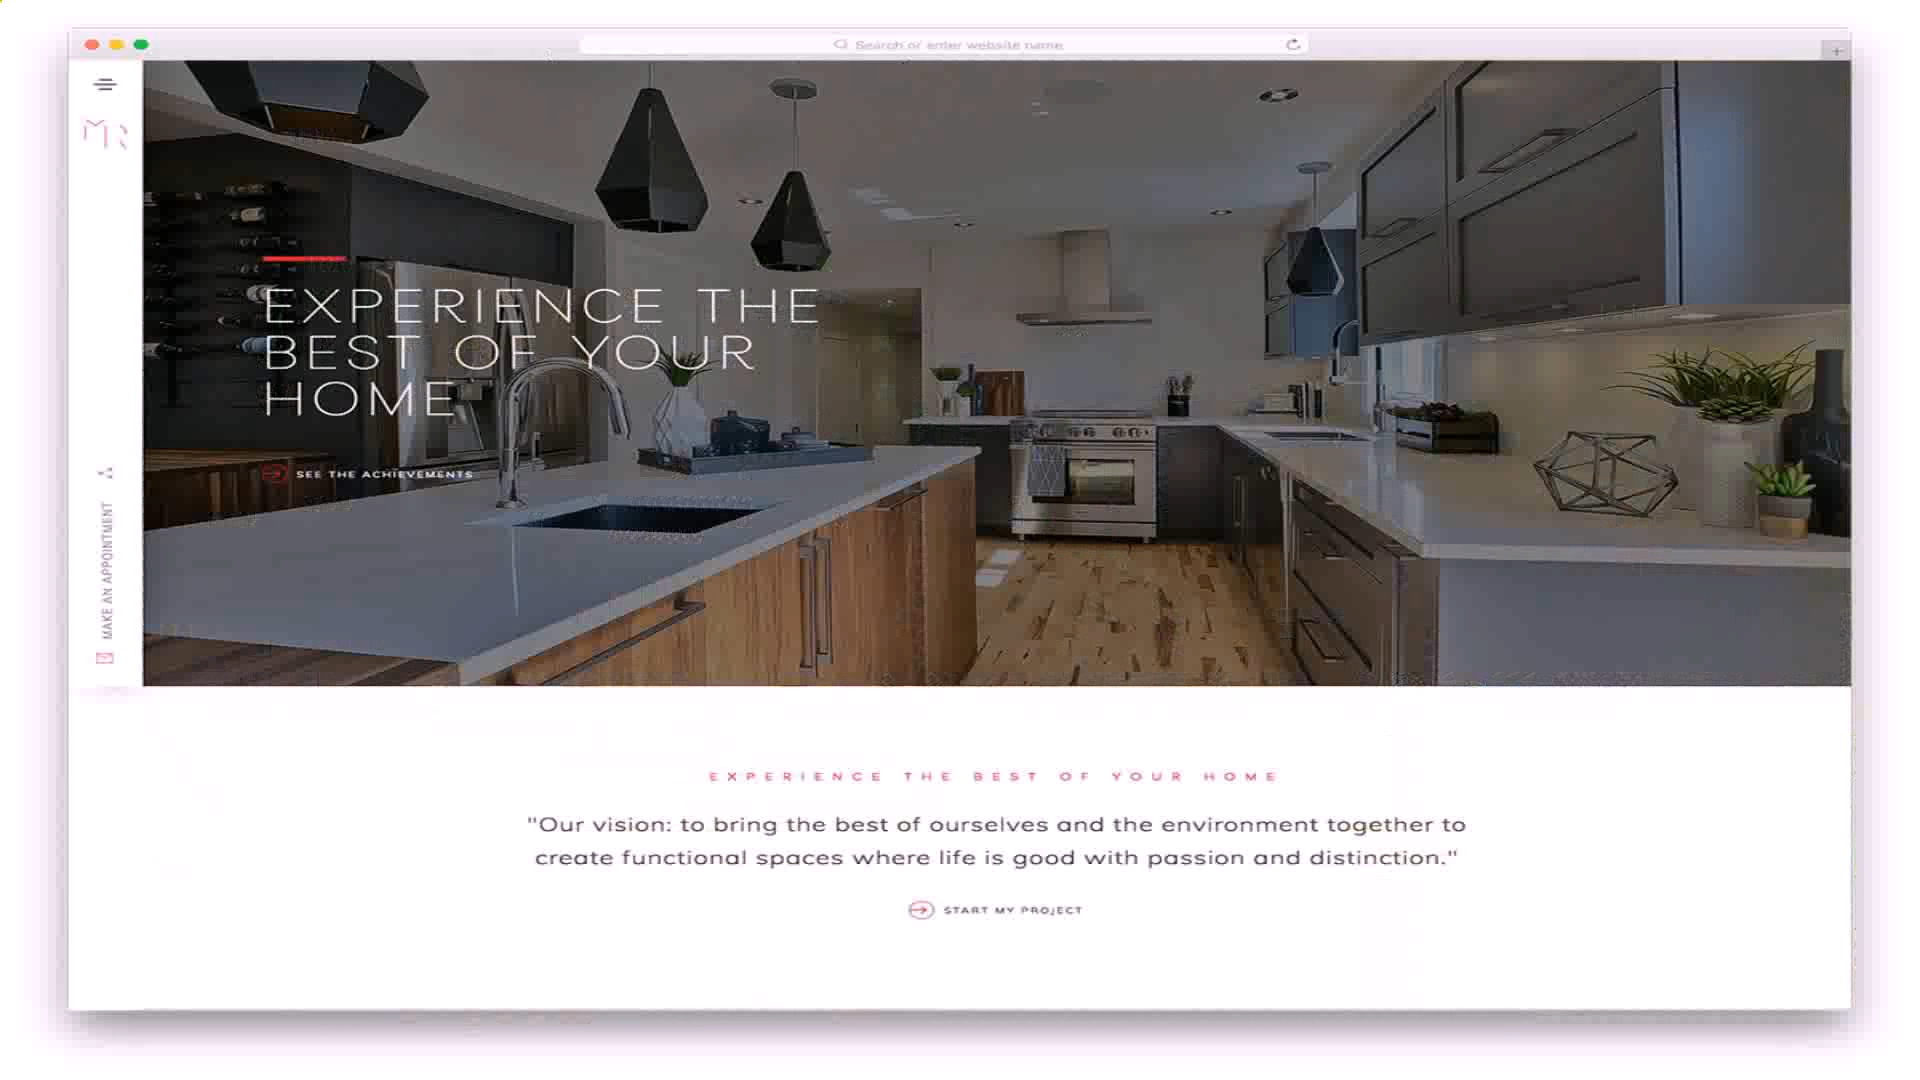 Search or enter website name
MR
EXPERIENCE THE
BEST OF YOUR
HOME
SEE THE ACHIEVEMENTS
MAKE AN APPOINTMENT
EXPERIENCE THE BEST OF YOUR HOME
"Our vision: to bring the best of ourselves and the environment together to
create functional spaces where life is good with passion and distinction."
START MY PROJECT